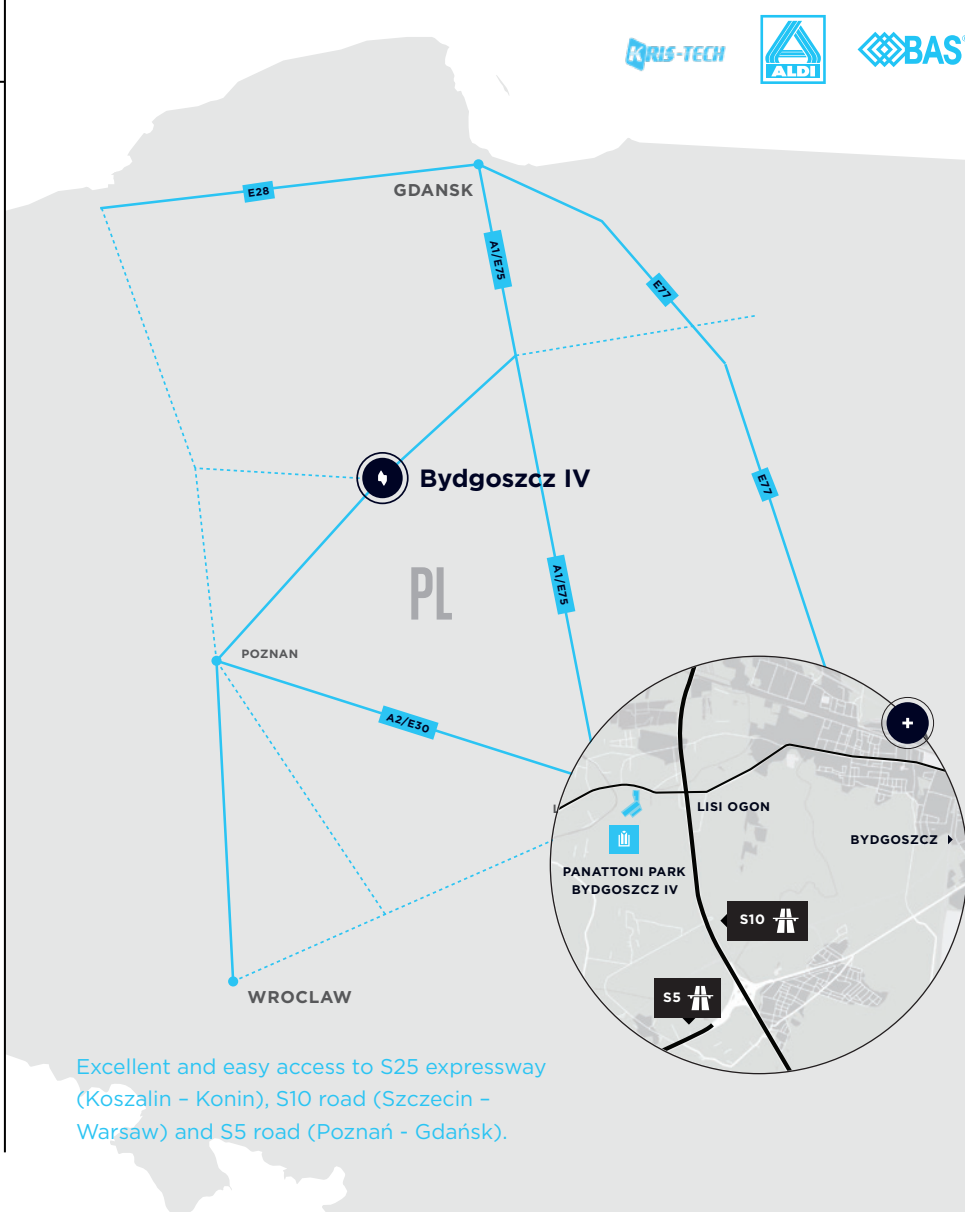 KRIS-TECH
ALDI
BAS
E28
GDANSK
A1/E75
E77
Bydgoszcz IV
E77
A1/E75
PL
POZNAN
A2/E30
LISI OGON
BYDGOSZCZ
PANATTONI PARK
BYDGOSZCZ IV
S10
S5
WROCLAW
Excellent and easy access to S25 expressway
(Koszalin – Konin), S10 road (Szczecin –
Warsaw) and S5 road (Poznań - Gdańsk).